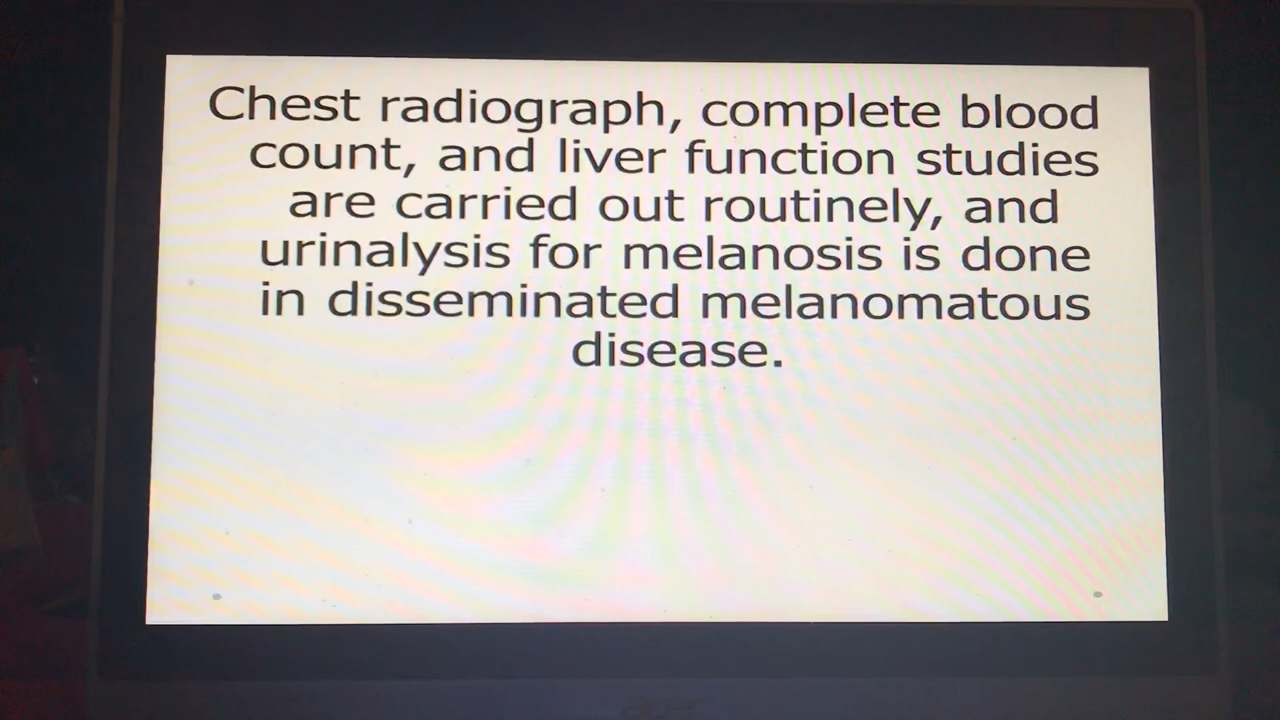 Chest radiograph, complete blood
count, and liver function studies
are carried out routinely, and
urinalysis for melanosis is done
in disseminated melanomatous
disease.